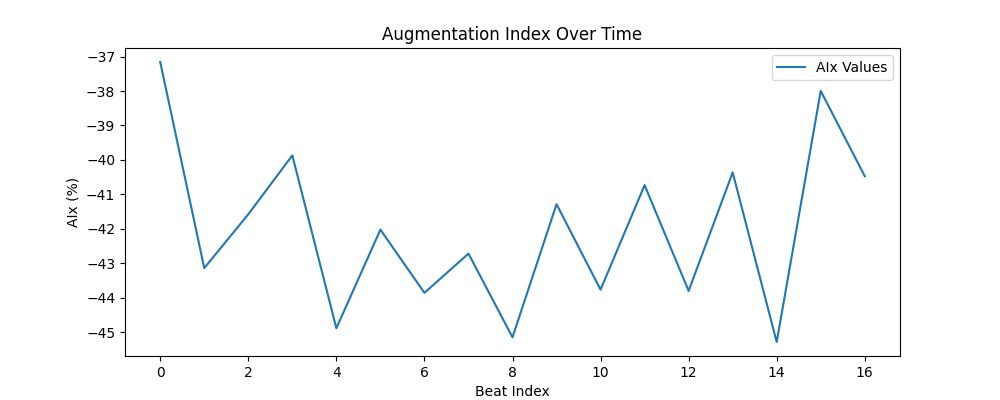 Augmentation Index Over Time
AIx Values
AIx (%)
−37
−38
−39
−40
−41
−42
−43
−44
−45
0 2 4 6 8 10 12 14 16
Beat Index